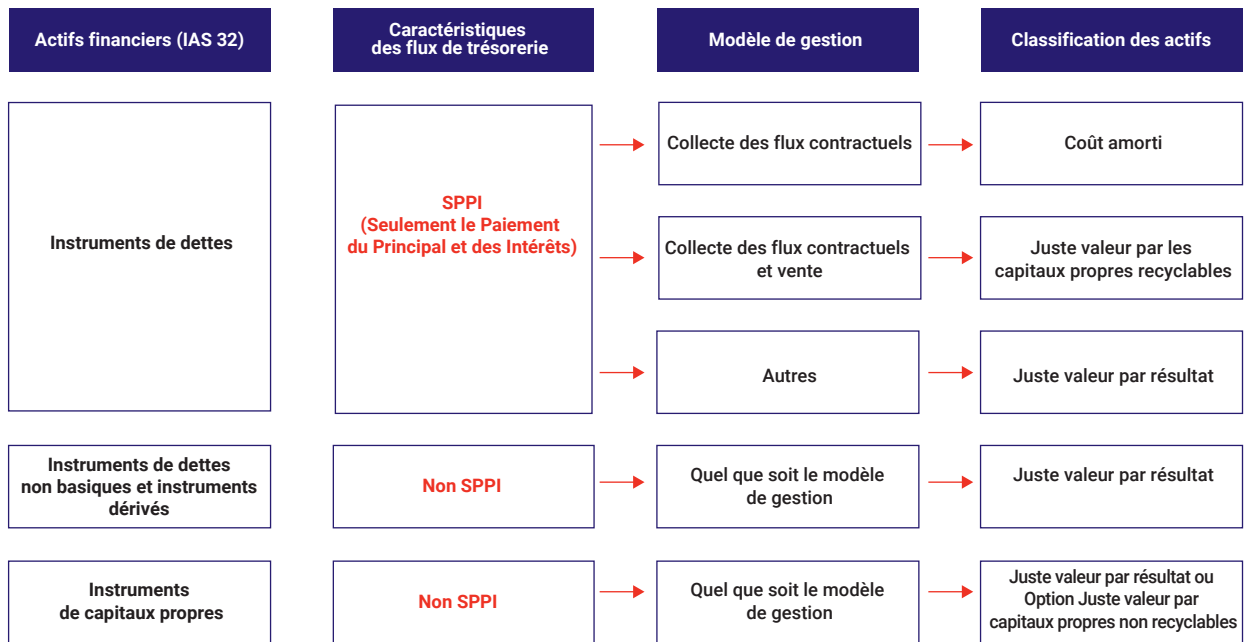 Actifs financiers (IAS 32)
Caractéristiques
des flux de trésorerie
Modèle de gestion
Classification des actifs
Instruments de dettes
SPPI
(Seulement le Paiement
du Principal et des Intérêts)
Collecte des flux contractuels
Coût amorti
Collecte des flux contractuels
et vente
Juste valeur par les
capitaux propres recyclables
Autres
Juste valeur par résultat
Instruments de dettes
non basiques et instruments
dérivés
Non SPPI
Quel que soit le modèle
de gestion
Juste valeur par résultat
Instruments
de capitaux propres
Non SPPI
Quel que soit le modèle
de gestion
Juste valeur par résultat ou
Option Juste valeur par
capitaux propres non recyclables